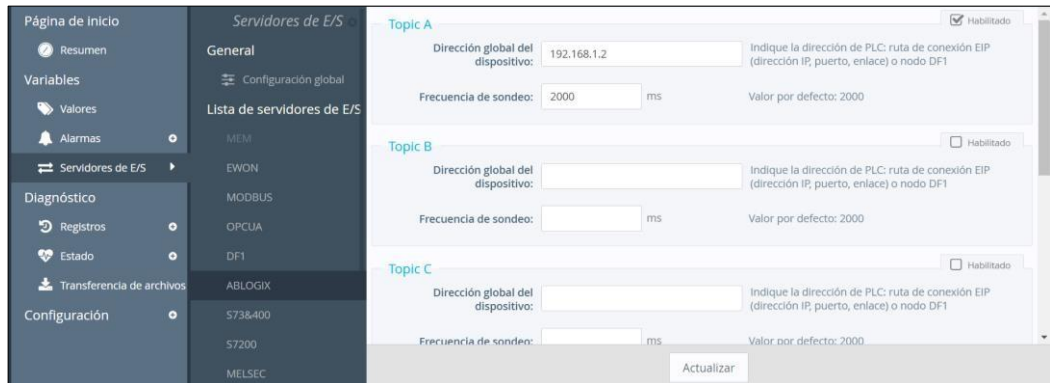 Página de inicio
Resumen
Variables
Valores
Alarmas
Servidores de E/S
Diagnóstico
Registros
Estado
Transferencia de archivos
Configuración
Servidores de E/S
General
Configuración global
Lista de servidores de E/S
MEM
EWON
MODBUS
OPCUA
DF1
ABLOGIX
S73&400
S7200
MELSEC
Topic A
Habilitado
Dirección global del
dispositivo:
192.168.1.2
Indique la dirección de PLC: ruta de conexión EIP
(dirección IP, puerto, enlace) o nodo DF1
Frecuencia de sondeo: 2000 ms Valor por defecto: 2000
Topic B
Habilitado
Dirección global del
dispositivo:
Indique la dirección de PLC: ruta de conexión EIP
(dirección IP, puerto, enlace) o nodo DF1
Frecuencia de sondeo: ms Valor por defecto: 2000
Topic C
Habilitado
Dirección global del
dispositivo:
Indique la dirección de PLC: ruta de conexión EIP
(dirección IP, puerto, enlace) o nodo DF1
Frecuencia de sondeo: ms Valor por defecto: 2000
Actualizar